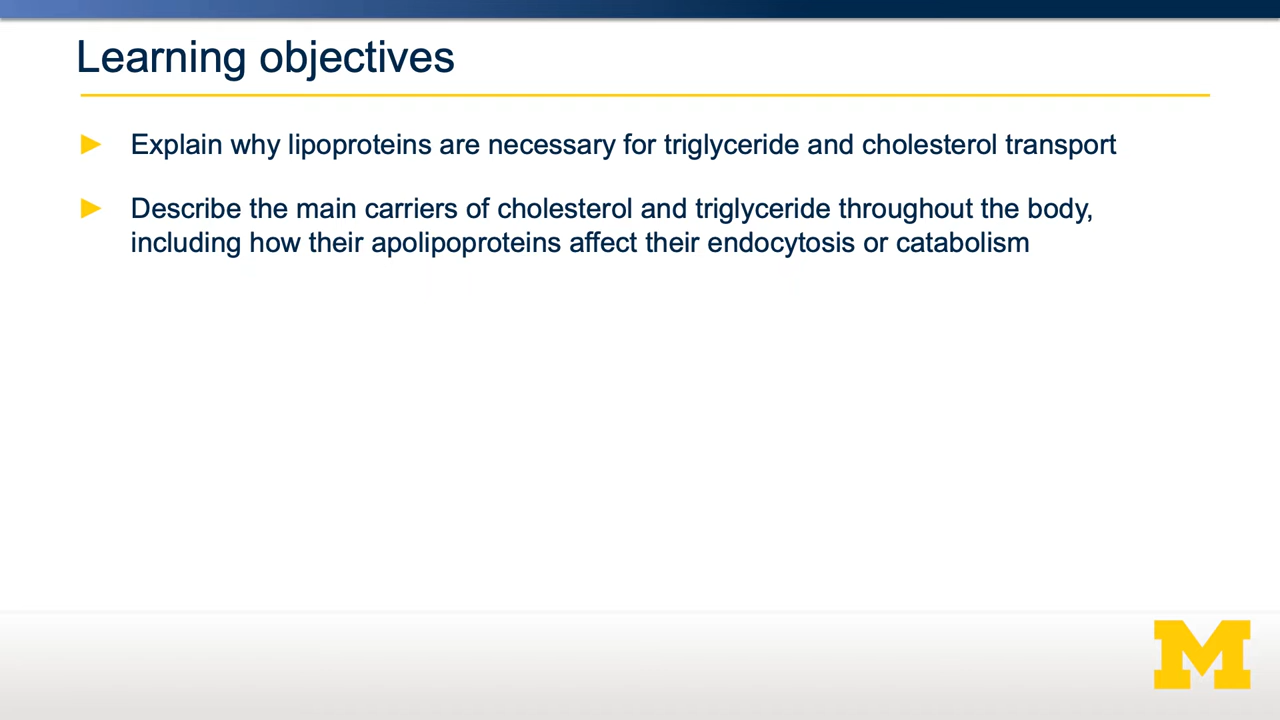 Learning objectives
Explain why lipoproteins are necessary for triglyceride and cholesterol transport
Describe the main carriers of cholesterol and triglyceride throughout the body,
including how their apolipoproteins affect their endocytosis or catabolism
M